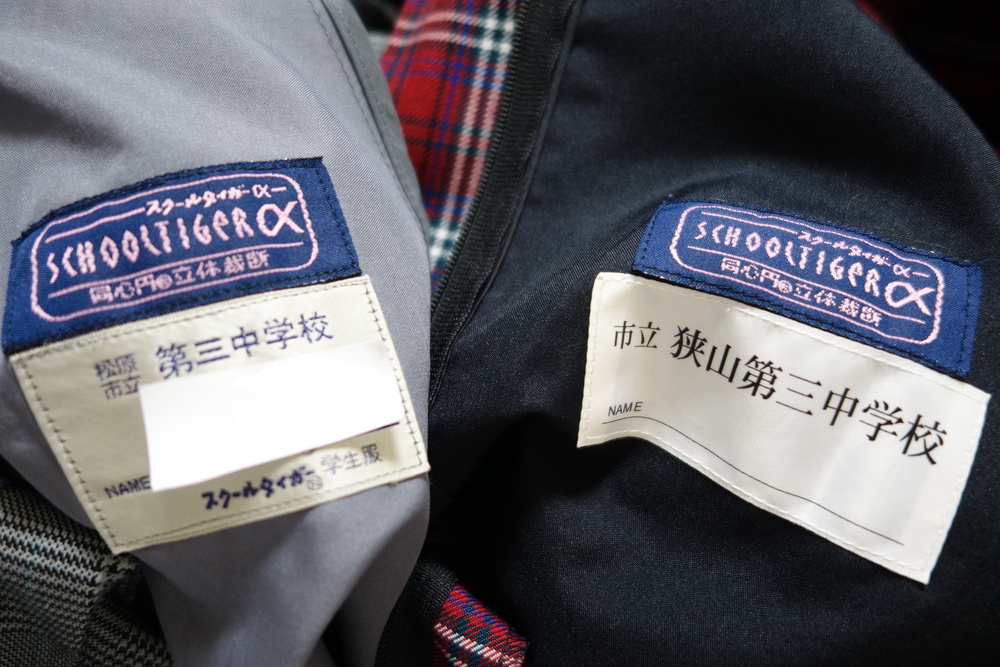 スクールタイガーα
SCHOOLTIGER α
同心円®立体裁断
松原市立 第三中学校
NAME
スクールタイガー® 学生服
スクールタイガーα
SCHOOLTIGER α
同心円®立体裁断
市立 狭山第三中学校
NAME